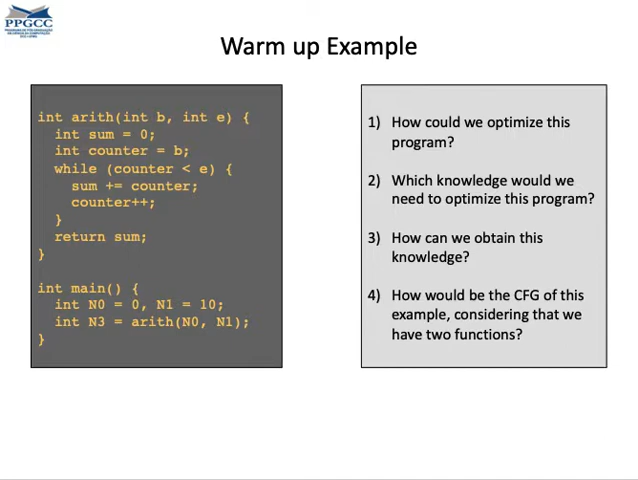 PPGCC
Warm up Example
int arith(int b, int e) {
int sum = 0;
int counter = b;
while (counter < e) {
sum += counter;
counter++;
}
return sum;
}
int main() {
int N0 = 0, N1 = 10;
int N3 = arith(N0, N1);
}
1) How could we optimize this
program?
2) Which knowledge would we
need to optimize this program?
3) How can we obtain this
knowledge?
4) How would be the CFG of this
example, considering that we
have two functions?